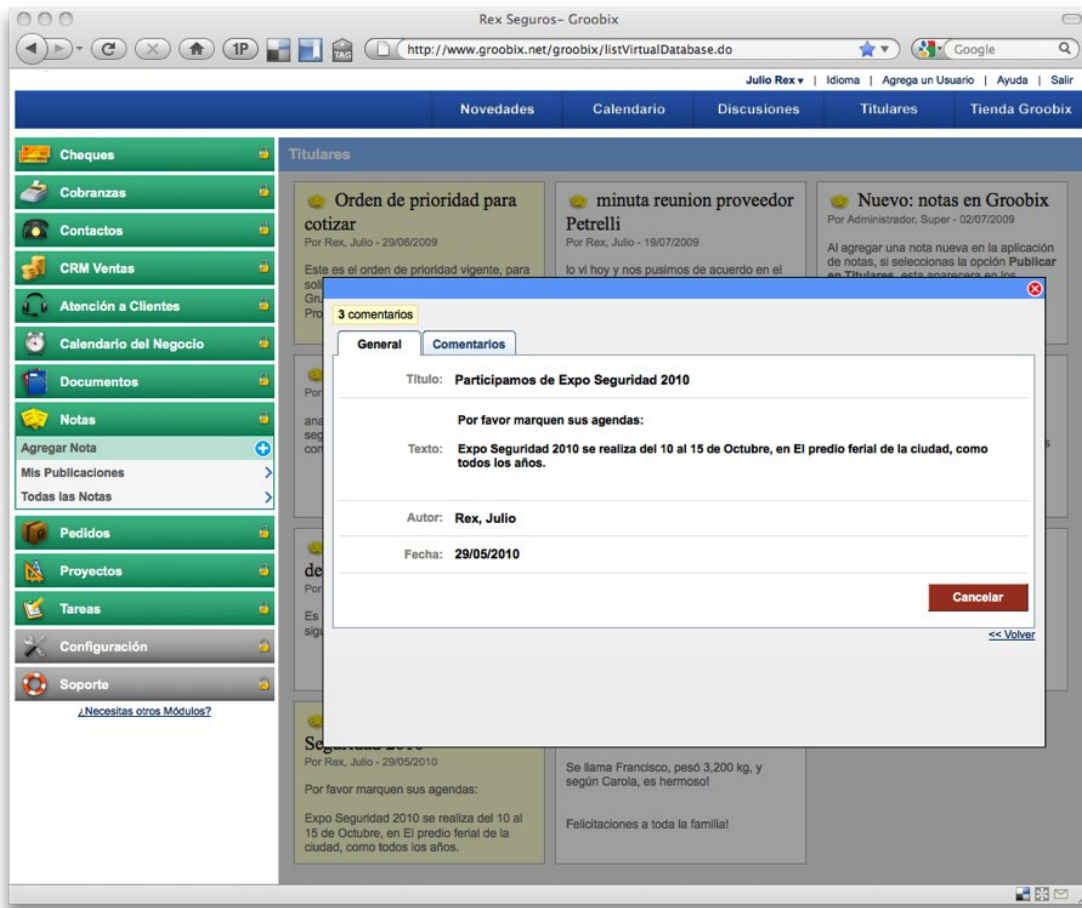 Rex Seguros– Groobix
1P
TAG
http://www.groobix.net/groobix/listVirtualDatabase.do
Google
Julio Rex ▾ | Idioma | Agrega un Usuario | Ayuda | Salir
Novedades Calendario Discusiones Titulares Tienda Groobix
Cheques
Cobranzas
Contactos
CRM Ventas
Atención a Clientes
Calendario del Negocio
Documentos
Notas
Agregar Nota
Mis Publicaciones
Todas las Notas
Pedidos
Proyectos
Tareas
Configuración
Soporte
¿Necesitas otros Módulos?
Titulares
Orden de prioridad para
cotizar
Por Rex, Julio - 29/06/2009
Este es el orden de prioridad vigente, para
minuta reunion proveedor
Petrelli
Por Rex, Julio - 19/07/2009
lo vi hoy y nos pusimos de acuerdo en el
Nuevo: notas en Groobix
Por Administrador, Super - 02/07/2009
Al agregar una nota nueva en la aplicación
de notas, si seleccionas la opción Publicar
en Titulares, esta aparecera en los
3 comentarios
General Comentarios
Título: Participamos de Expo Seguridad 2010
Por favor marquen sus agendas:
Texto: Expo Seguridad 2010 se realiza del 10 al 15 de Octubre, en El predio ferial de la ciudad, como
todos los años.
Autor: Rex, Julio
Fecha: 29/05/2010
Cancelar
<< Volver
Seguridad 2010
Por Rex, Julio - 29/05/2010
Por favor marquen sus agendas:
Expo Seguridad 2010 se realiza del 10 al
15 de Octubre, en El predio ferial de la
ciudad, como todos los años.
Se llama Francisco, pesó 3,200 kg, y
según Carola, es hermoso!
Felicitaciones a toda la familia!